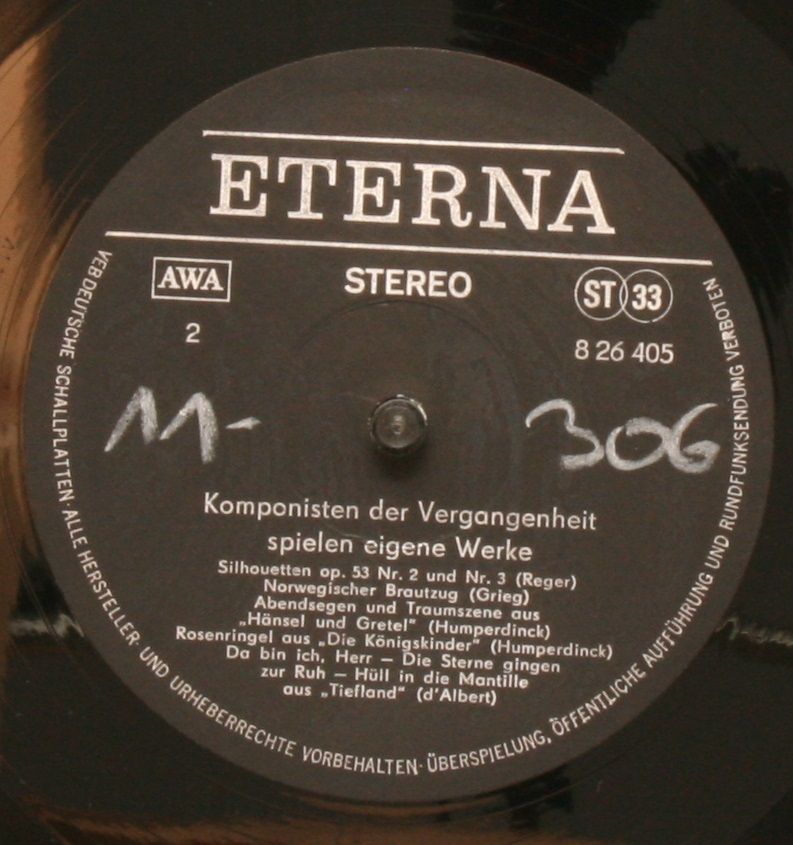 ETERNA
AWA
STEREO
ST 33
2
8 26 405
M- 306
Komponisten der Vergangenheit
spielen eigene Werke
Silhouetten op. 53 Nr. 2 und Nr. 3 (Reger)
Norwegischer Brautzug (Grieg)
Abendsegen und Traumszene aus
„Hänsel und Gretel" (Humperdinck)
Rosenringel aus „Die Königskinder" (Humperdinck)
Da bin ich, Herr — Die Sterne gingen
zur Ruh — Hüll in die Mantille
aus „Tiefland" (d'Albert)
VEB DEUTSCHE SCHALLPLATTEN · ALLE HERSTELLER- UND URHEBERRECHTE VORBEHALTEN · ÜBERSPIELUNG, ÖFFENTLICHE AUFFÜHRUNG UND RUNDFUNKSENDUNG VERBOTEN